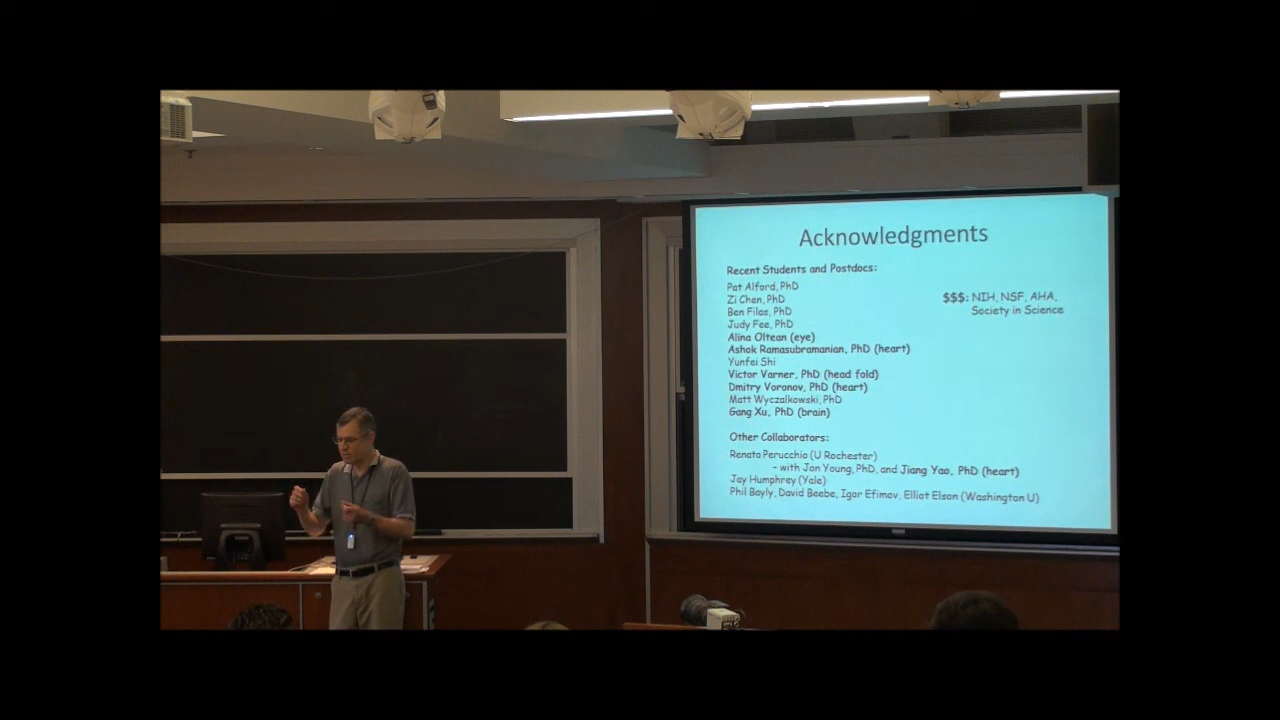 Acknowledgments
Recent Students and Postdocs:
Pat Alford, PhD
Zi Chen, PhD
Ben Filas, PhD
Judy Fee, PhD
Alina Oltean (eye)
Ashok Ramasubramanian, PhD (heart)
Yunfei Shi
Victor Varner, PhD (head fold)
Dmitry Voronov, PhD (heart)
Matt Wyczalkowski, PhD
Gang Xu, PhD (brain)
$$$: NIH, NSF, AHA,
Society in Science
Other Collaborators:
Renato Perucchio (U Rochester)
– with Jon Young, PhD, and Jiang Yao, PhD (heart)
Jay Humphrey (Yale)
Phil Bayly, David Beebe, Igor Efimov, Elliot Elson (Washington U)